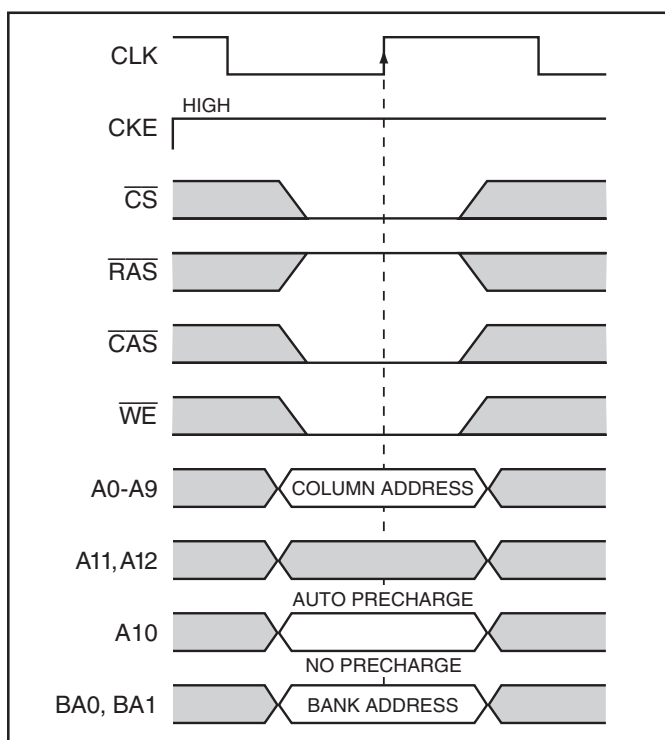 CLK
HIGH
CKE
CS
RAS
CAS
WE
A0-A9 COLUMN ADDRESS
A11, A12
AUTO PRECHARGE
A10
NO PRECHARGE
BA0, BA1 BANK ADDRESS